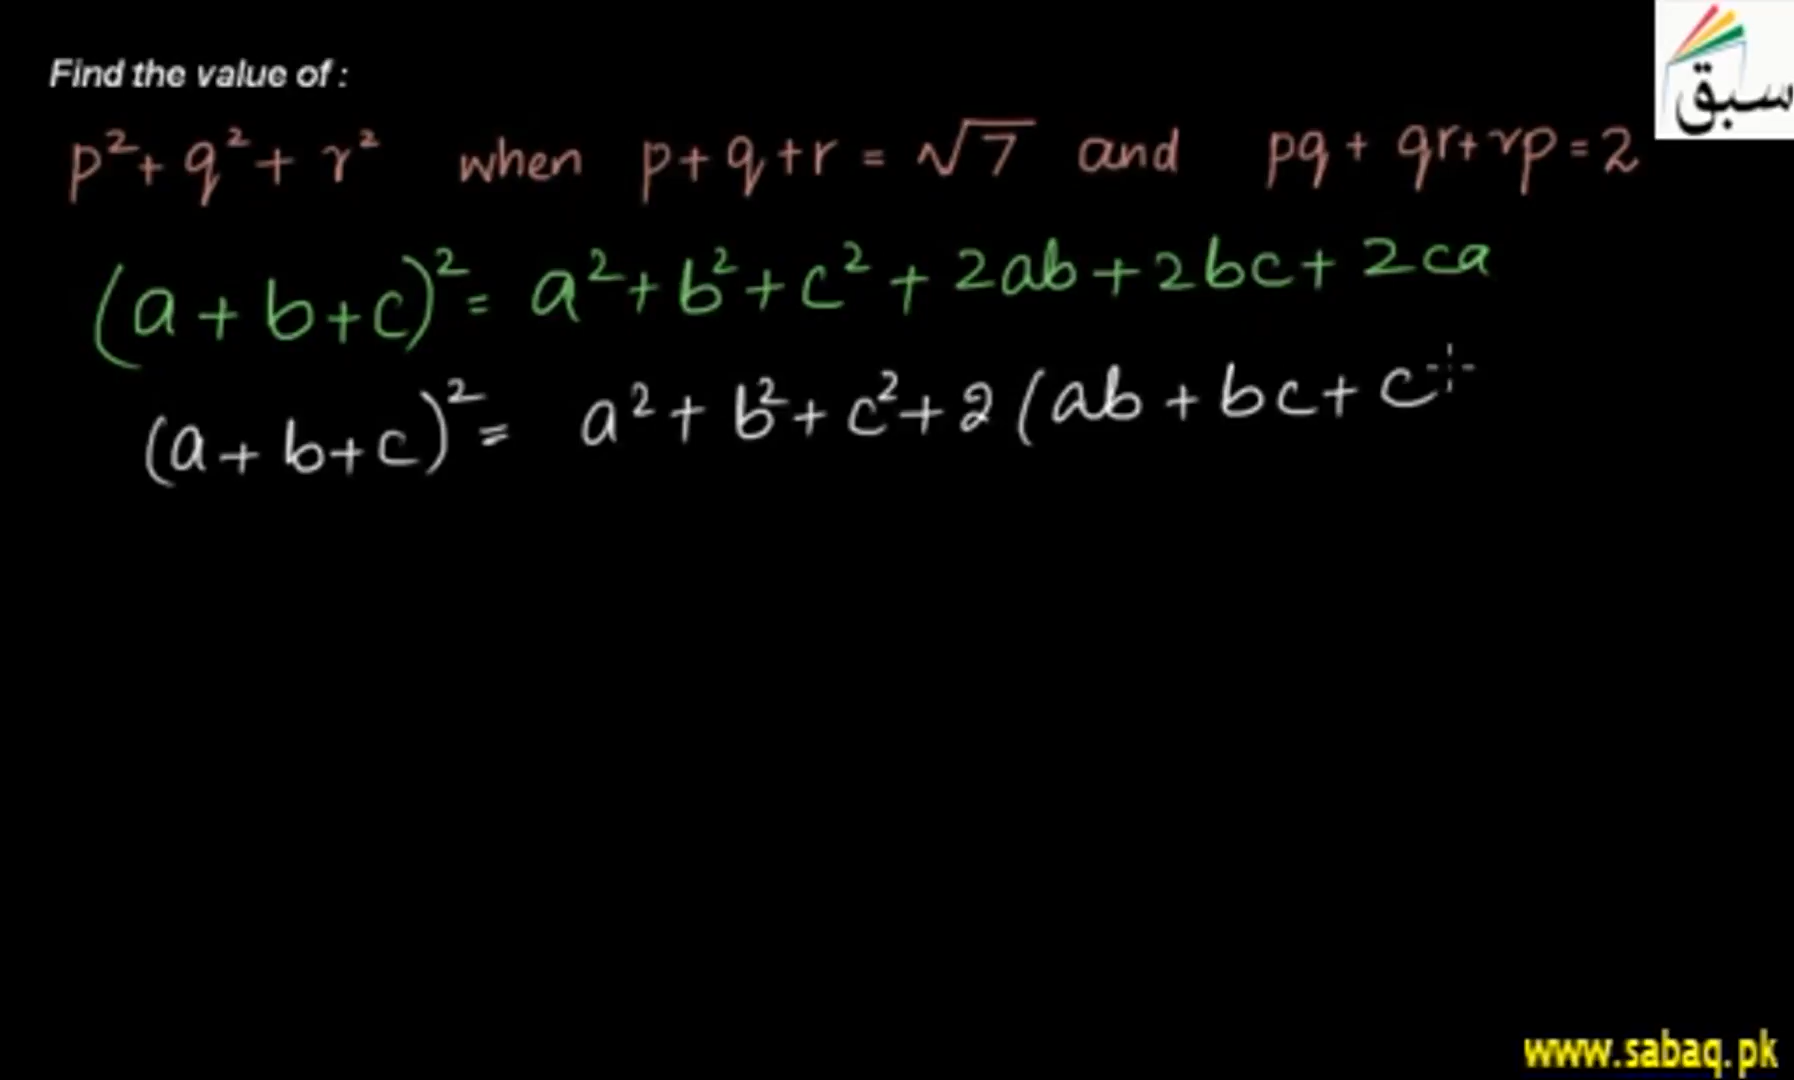 سبق
Find the value of :
p²+ q²+ r² when p+q+r = √7 and pq+ qr+rp=2
(a+b+c)²= a²+b²+c²+2ab+2bc+2ca
(a+b+c)²= a²+b²+c²+2(ab+bc+c
www.sabaq.pk